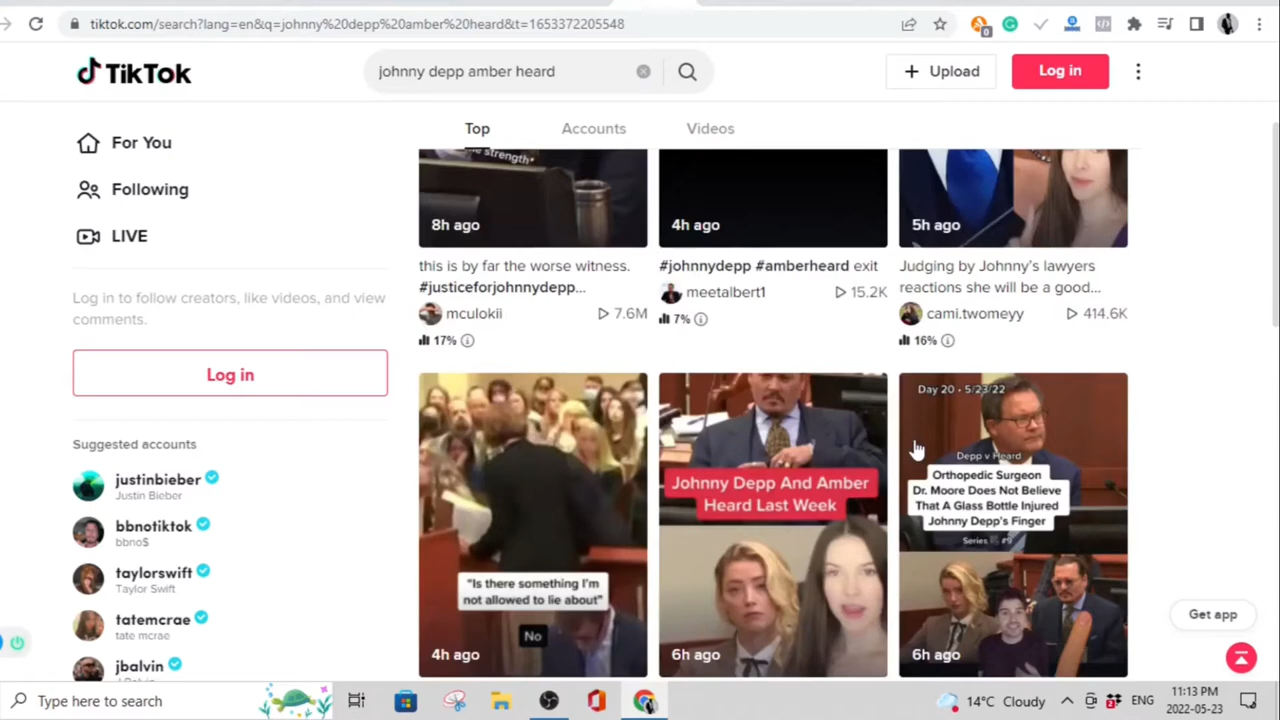 tiktok.com/search?lang=en&q=johnny%20depp%20amber%20heard&t=1653372205548
0
TikTok
johnny depp amber heard
Upload
Log in
For You
Following
LIVE
Log in to follow creators, like videos, and view
comments.
Log in
Suggested accounts
justinbieber
Justin Bieber
bbnotiktok
bbno$
taylorswift
Taylor Swift
tatemcrae
tate mcrae
jbalvin
Top Accounts Videos
strength*
8h ago
this is by far the worse witness.
#justiceforjohnnydepp...
mculokii 7.6M
17%
4h ago
#johnnydepp #amberheard exit
meetalbert1 15.2K
7%
5h ago
Judging by Johnny's lawyers
reactions she will be a good...
cami.twomeyy 414.6K
16%
"Is there something I'm
not allowed to lie about"
No
4h ago
Johnny Depp And Amber
Heard Last Week
6h ago
Day 20 • 5/23/22
Depp v Heard
Orthopedic Surgeon
Dr. Moore Does Not Believe
That A Glass Bottle Injured
Johnny Depp's Finger
Series #9
6h ago
Get app
Type here to search
14°C Cloudy
2
ENG
11:13 PM
2022-05-23